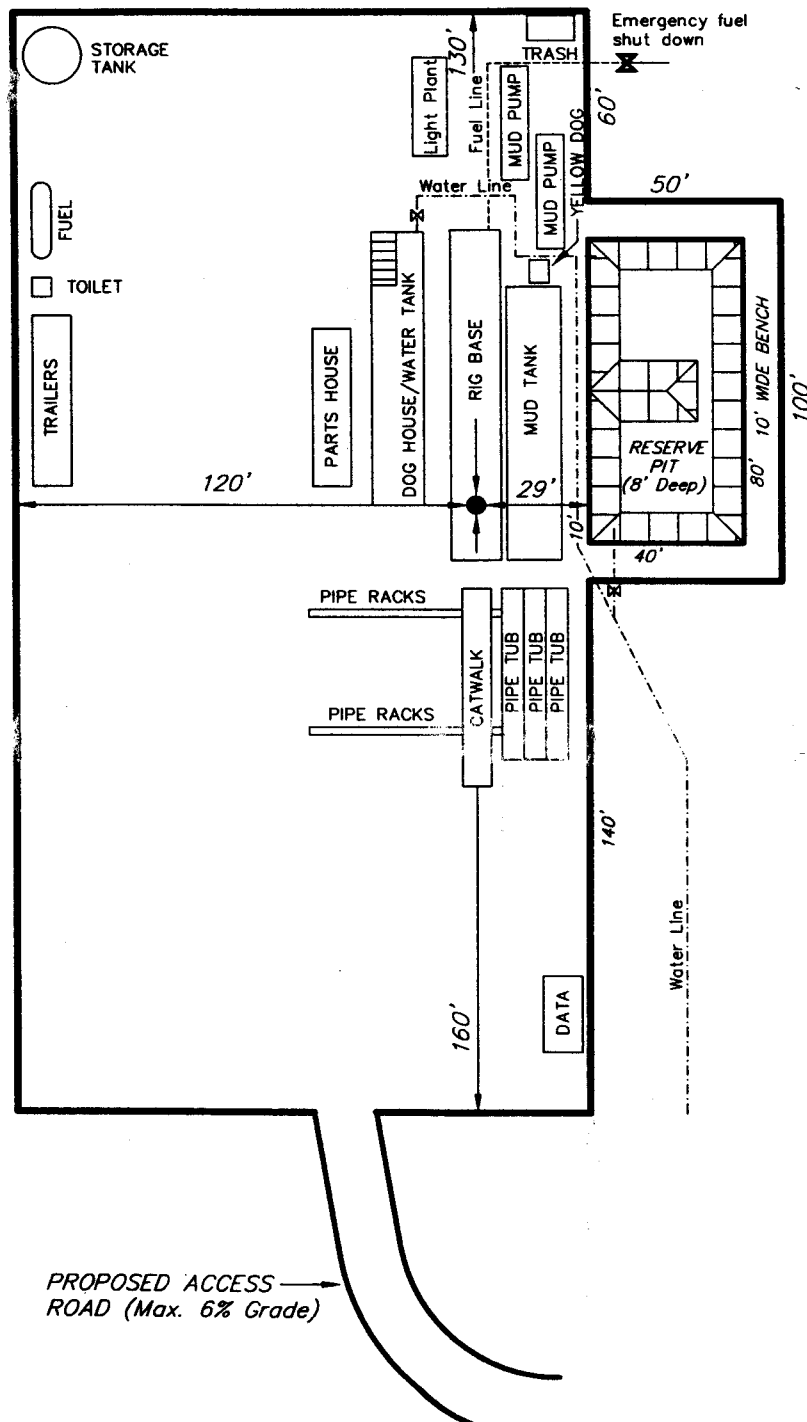 STORAGE
TANK
130'
TRASH
Emergency fuel
shut down
Light Plant
Fuel Line
MUD PUMP
60'
MUD PUMP
YELLOW DOG
Water Line
50'
FUEL
TOILET
TRAILERS
PARTS HOUSE
DOG HOUSE/WATER TANK
RIG BASE
MUD TANK
RESERVE
PIT
(8' Deep)
80'
10' WIDE BENCH
100'
120'
29'
10'
40'
PIPE RACKS
PIPE RACKS
CATWALK
PIPE TUB
PIPE TUB
PIPE TUB
140'
Water Line
160'
DATA
PROPOSED ACCESS
ROAD (Max. 6% Grade)